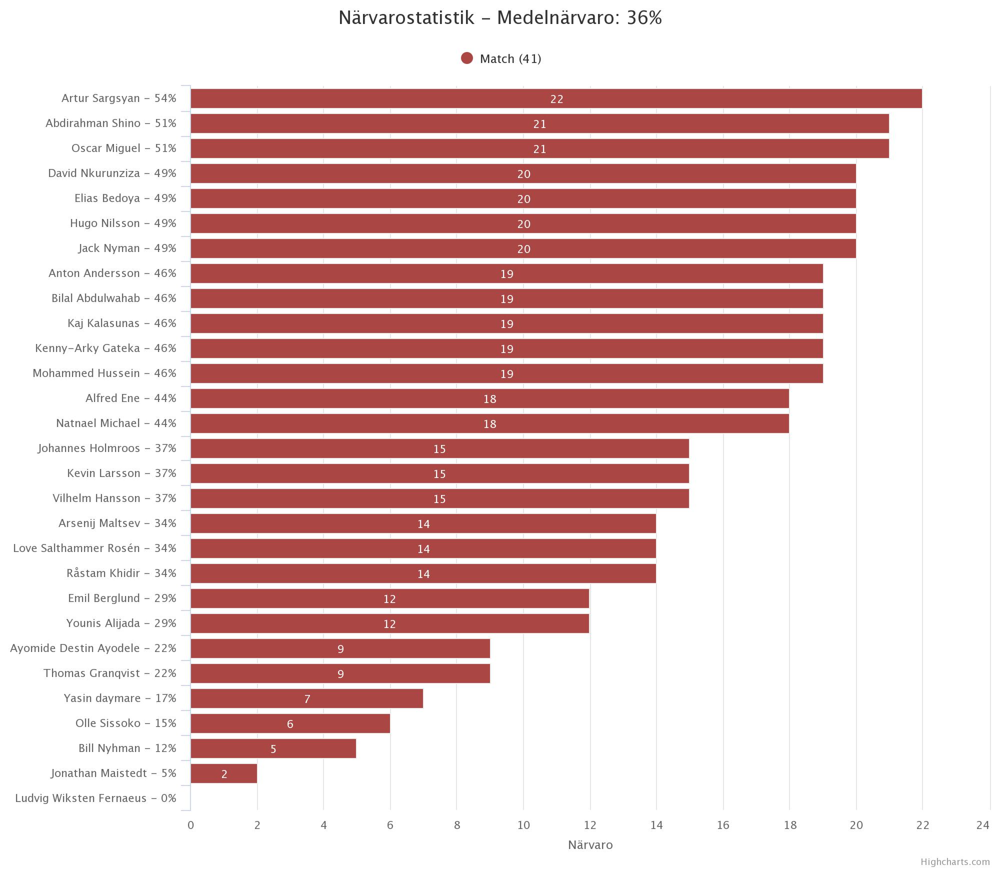 Närvarostatistik – Medelnärvaro: 36%
Match (41)
Artur Sargsyan – 54% 22
Abdirahman Shino – 51% 21
Oscar Miguel – 51% 21
David Nkurunziza – 49% 20
Elias Bedoya – 49% 20
Hugo Nilsson – 49% 20
Jack Nyman – 49% 20
Anton Andersson – 46% 19
Bilal Abdulwahab – 46% 19
Kaj Kalasunas – 46% 19
Kenny-Arky Gateka – 46% 19
Mohammed Hussein – 46% 19
Alfred Ene – 44% 18
Natnael Michael – 44% 18
Johannes Holmroos – 37% 15
Kevin Larsson – 37% 15
Vilhelm Hansson – 37% 15
Arsenij Maltsev – 34% 14
Love Salthammer Rosén – 34% 14
Råstam Khidir – 34% 14
Emil Berglund – 29% 12
Younis Alijada – 29% 12
Ayomide Destin Ayodele – 22% 9
Thomas Granqvist – 22% 9
Yasin daymare – 17% 7
Olle Sissoko – 15% 6
Bill Nyhman – 12% 5
Jonathan Maistedt – 5% 2
Ludvig Wiksten Fernaeus – 0%
0 2 4 6 8 10 12 14 16 18 20 22 24
Närvaro
Highcharts.com